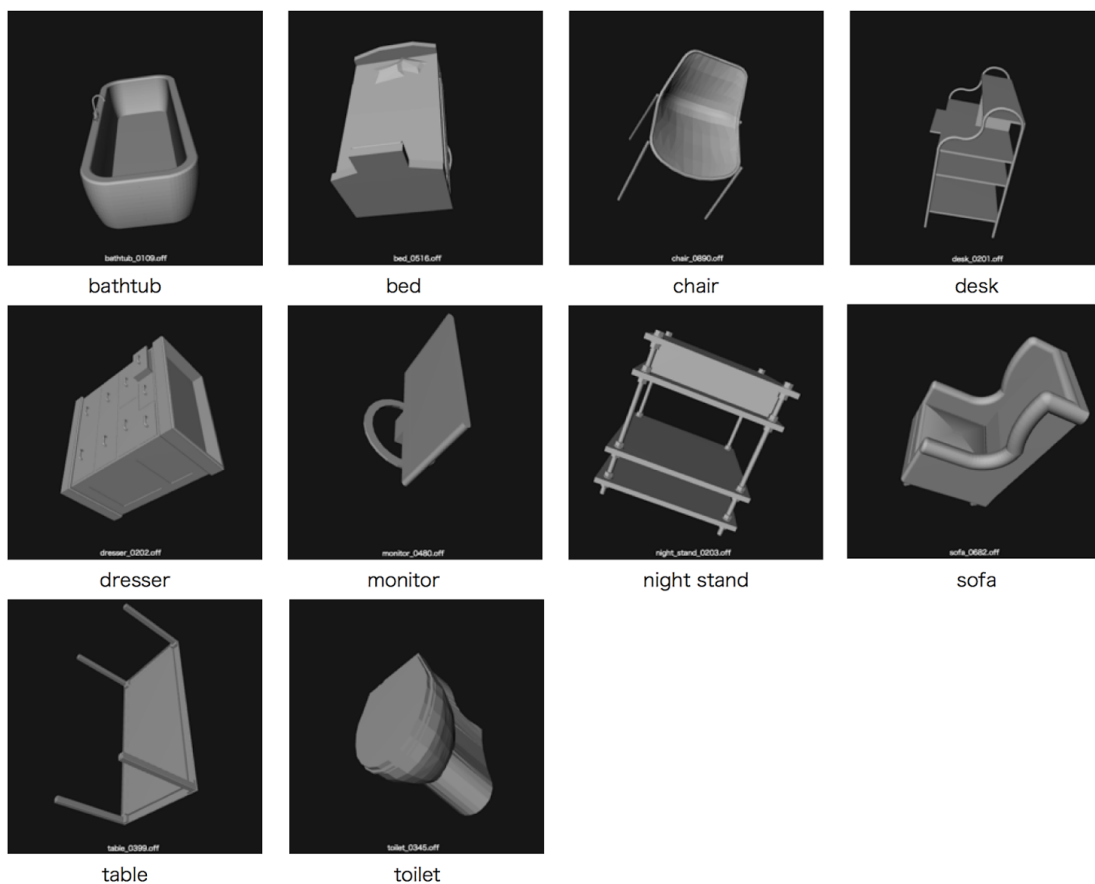 bathtub_0109.off
bed_0516.off
chair_0890.off
desk_0201.off
bathtub
bed
chair
desk
dresser_0202.off
monitor_0480.off
night_stand_0203.off
sofa_0682.off
dresser
monitor
night stand
sofa
table_0399.off
toilet_0345.off
table
toilet